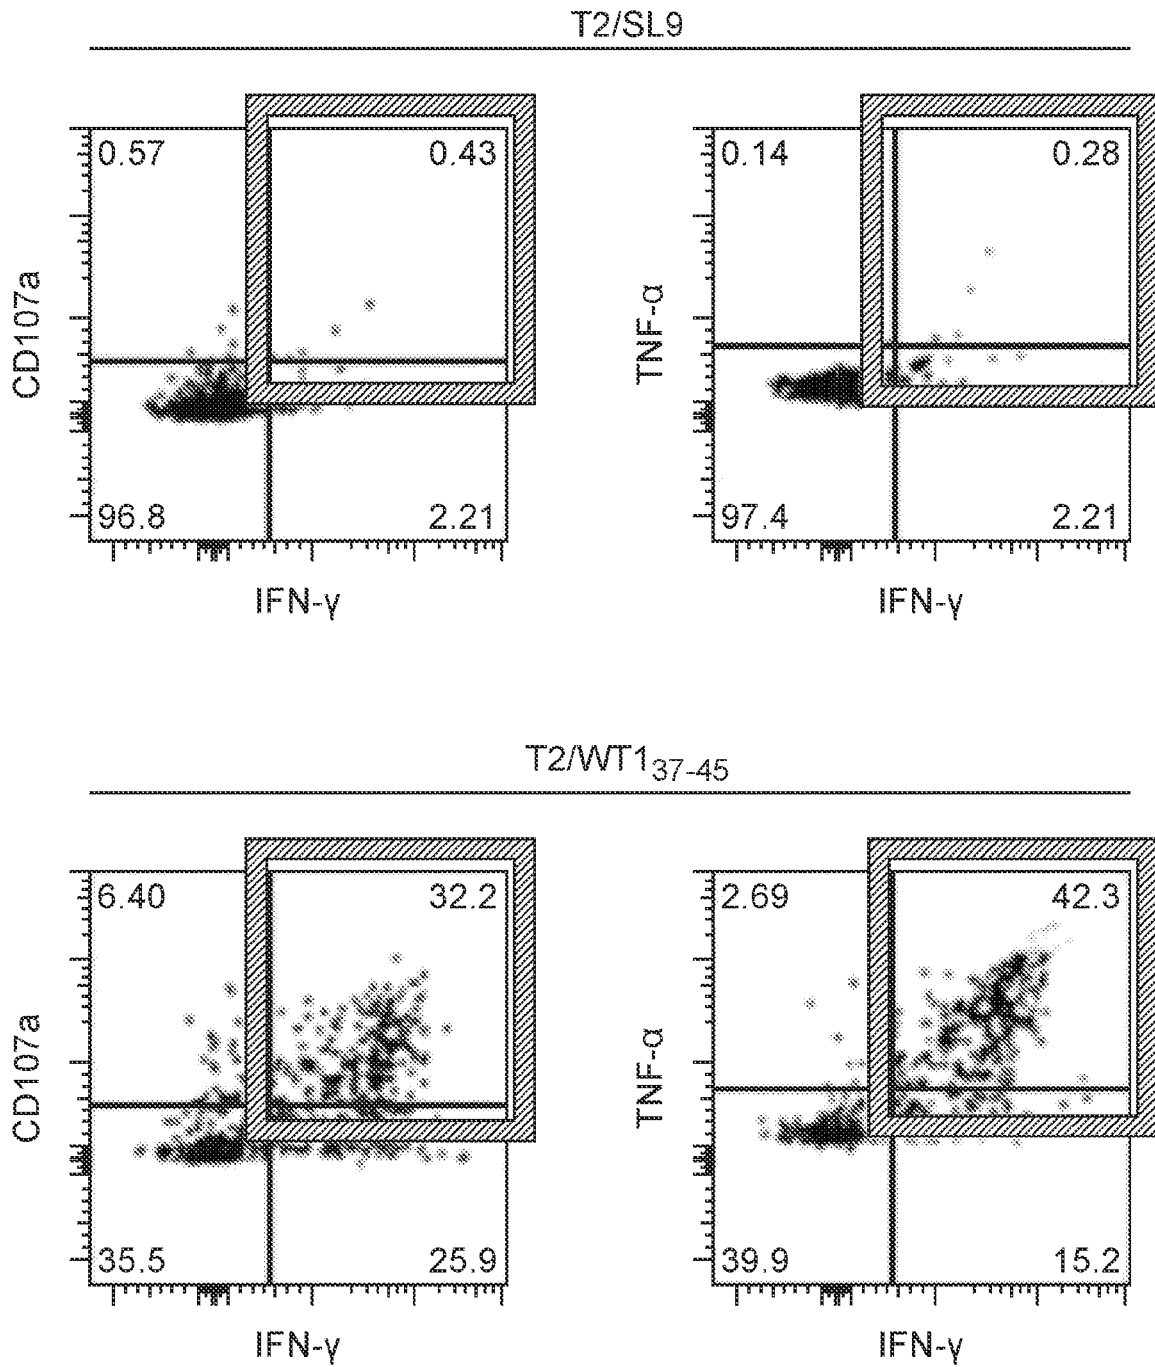 T2/SL9
0.57 0.43
CD107a
96.8 2.21
IFN-γ
0.14 0.28
TNF-α
97.4 2.21
IFN-γ
T2/WT1₃₇₋₄₅
6.40 32.2
CD107a
35.5 25.9
IFN-γ
2.69 42.3
TNF-α
39.9 15.2
IFN-γ